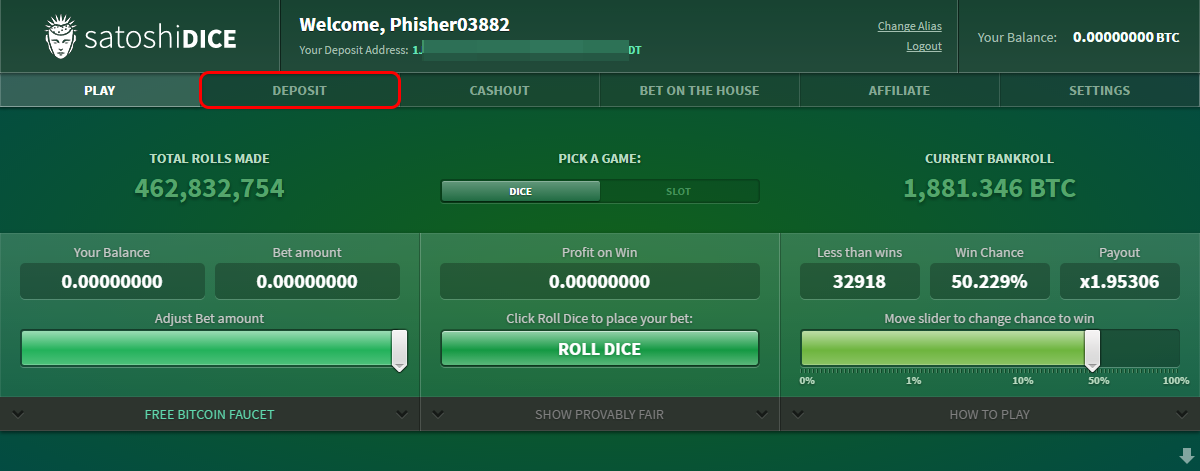 satoshiDICE
Welcome, Phisher03882
Your Deposit Address: 1. DT
Change Alias
Logout
Your Balance: 0.00000000 BTC
PLAY DEPOSIT CASHOUT BET ON THE HOUSE AFFILIATE SETTINGS
TOTAL ROLLS MADE
462,832,754
PICK A GAME:
DICE SLOT
CURRENT BANKROLL
1,881.346 BTC
Your Balance Bet amount
0.00000000 0.00000000
Adjust Bet amount
Profit on Win
0.00000000
Click Roll Dice to place your bet:
ROLL DICE
Less than wins Win Chance Payout
32918 50.229% x1.95306
Move slider to change chance to win
0% 1% 10% 50% 100%
FREE BITCOIN FAUCET SHOW PROVABLY FAIR HOW TO PLAY